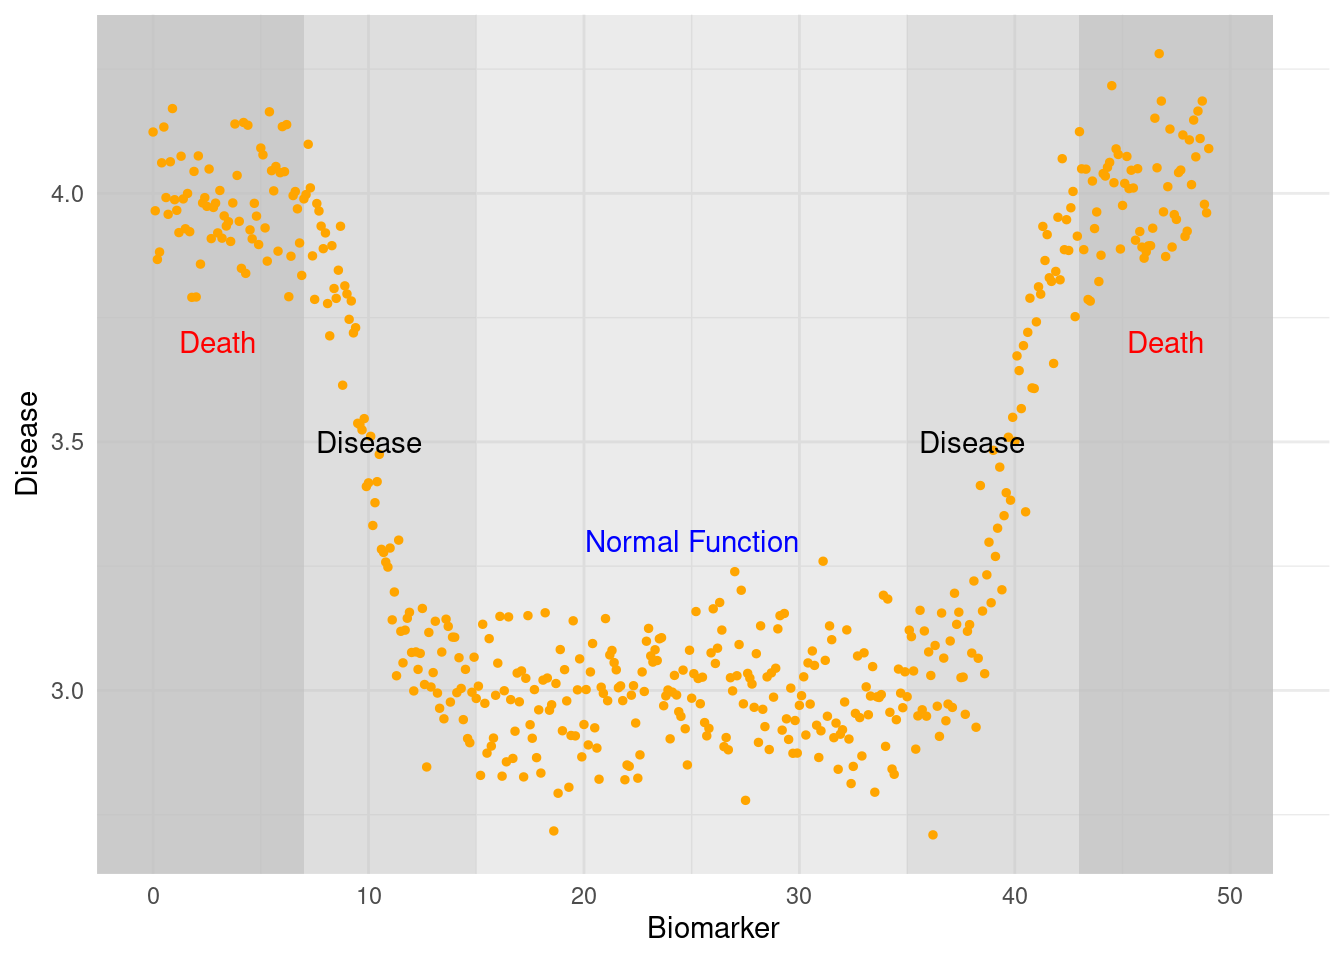 4.0
3.5
3.0
Disease
Death
Death
Disease
Disease
Normal Function
0 10 20 30 40 50
Biomarker